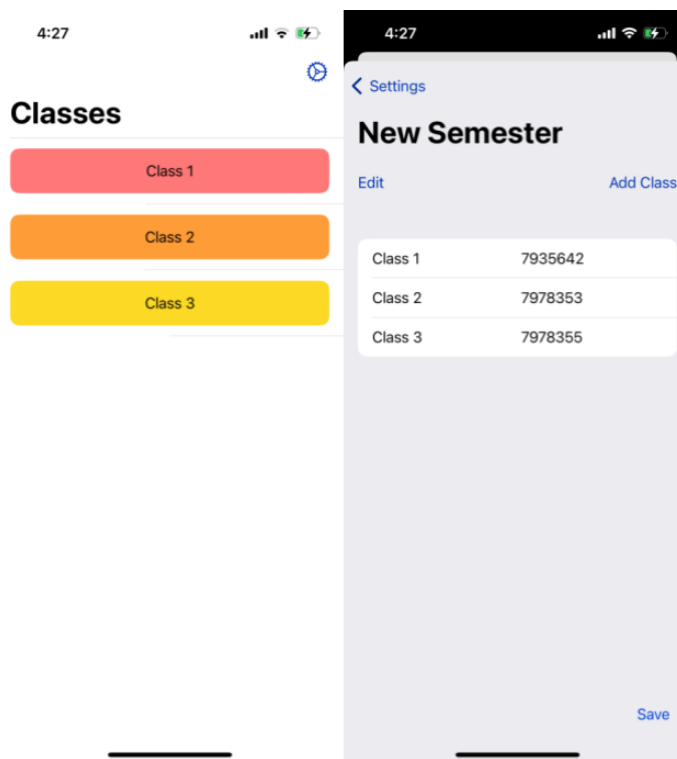 4:27
Classes
Class 1
Class 2
Class 3
4:27
Settings
New Semester
Edit Add Class
Class 1 7935642
Class 2 7978353
Class 3 7978355
Save